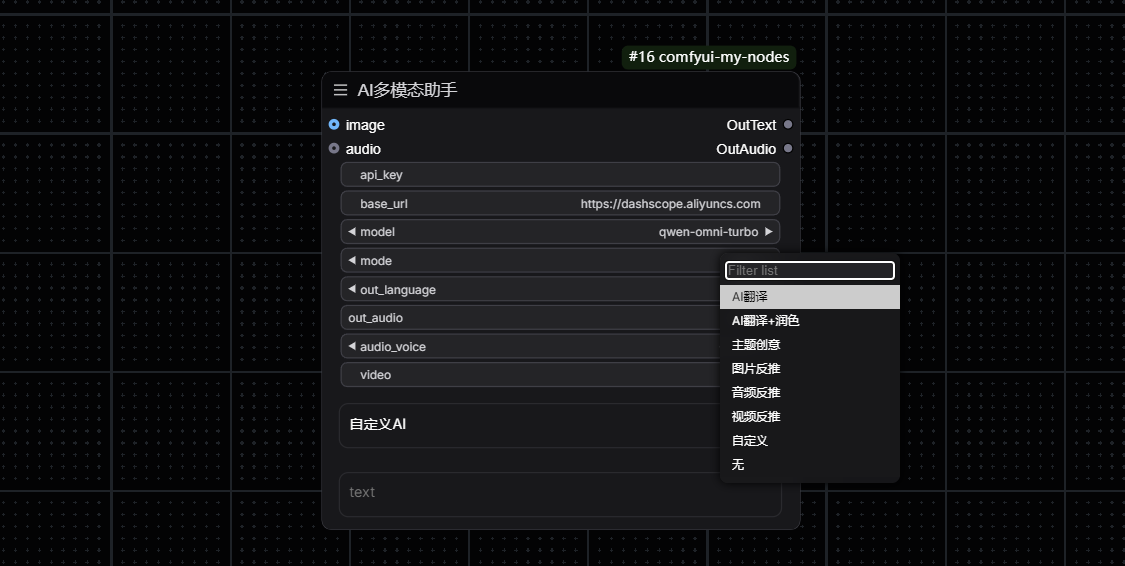 #16 comfyui-my-nodes
AI多模态助手
image OutText
audio OutAudio
api_key
base_url https://dashscope.aliyuncs.com
model qwen-omni-turbo
mode
out_language
out_audio
audio_voice
video
自定义AI
text
Filter list
AI翻译
AI翻译+润色
主题创意
图片反推
音频反推
视频反推
自定义
无